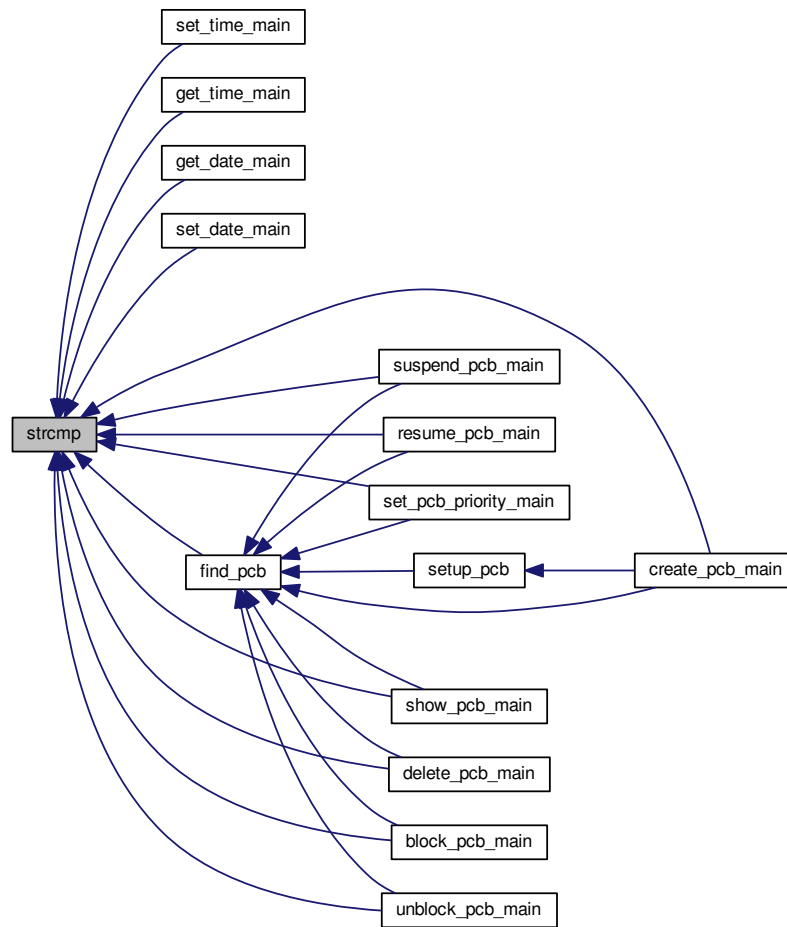 set_time_main
get_time_main
get_date_main
set_date_main
suspend_pcb_main
strcmp
resume_pcb_main
set_pcb_priority_main
find_pcb
setup_pcb
create_pcb_main
show_pcb_main
delete_pcb_main
block_pcb_main
unblock_pcb_main